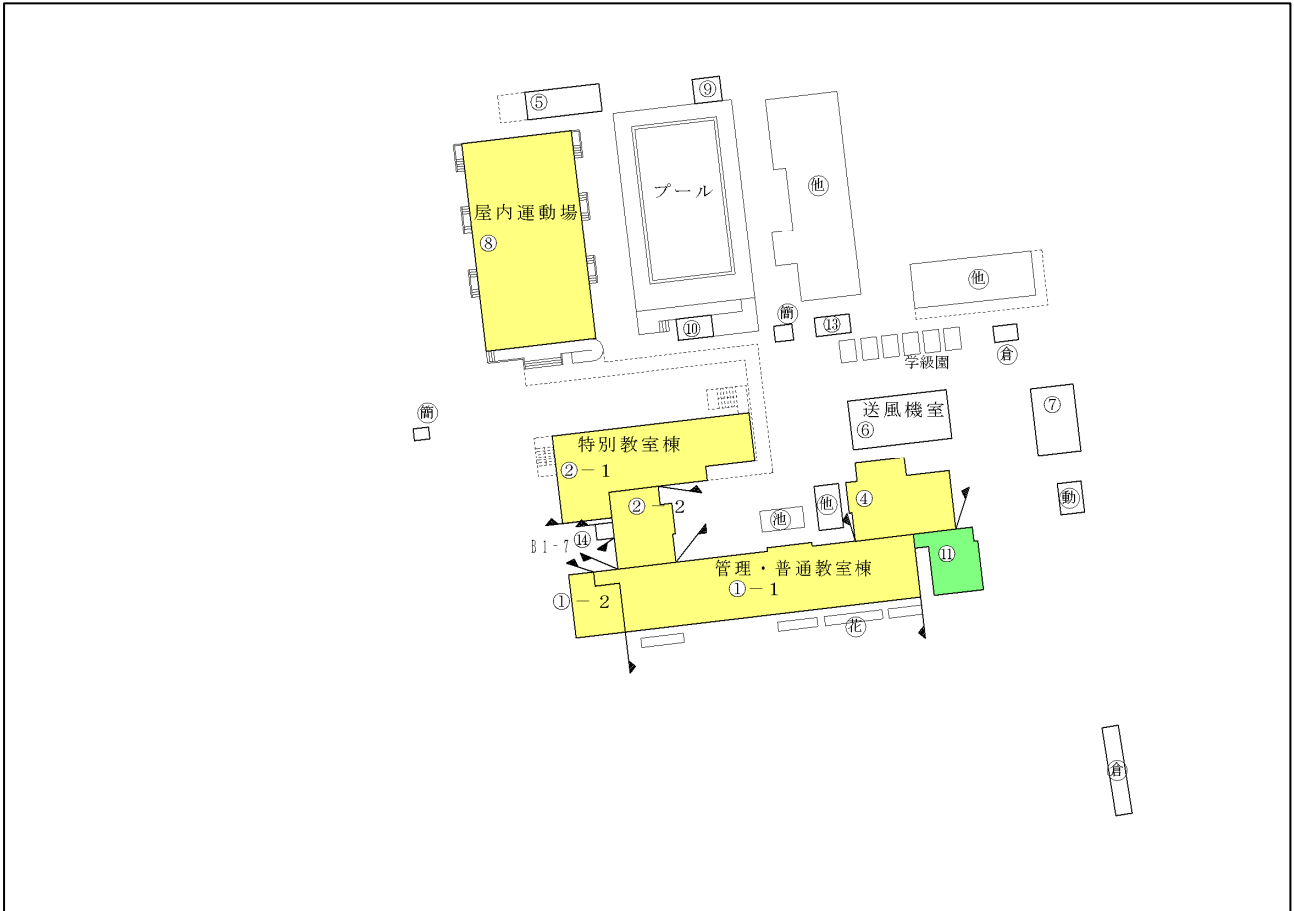 ⑨
⑤
プール
他
屋内運動場
⑧
他
簡
⑩
⑬
倉
学級園
簡
送風機室
⑥
⑦
特別教室棟
②-1
④
②-2
他
動
池
B1-7
⑭
⑪
管理・普通教室棟
①-1
①-2
花
倉